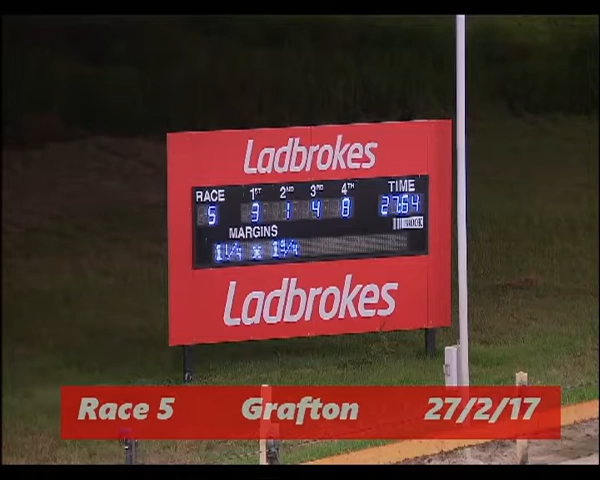 Ladbrokes
RACE 1ST 2ND 3RD 4TH TIME
5 3 1 4 8 27.64
MARGINS
1 1/4 x 1 3/4
Ladbrokes
Race 5 Grafton 27/2/17